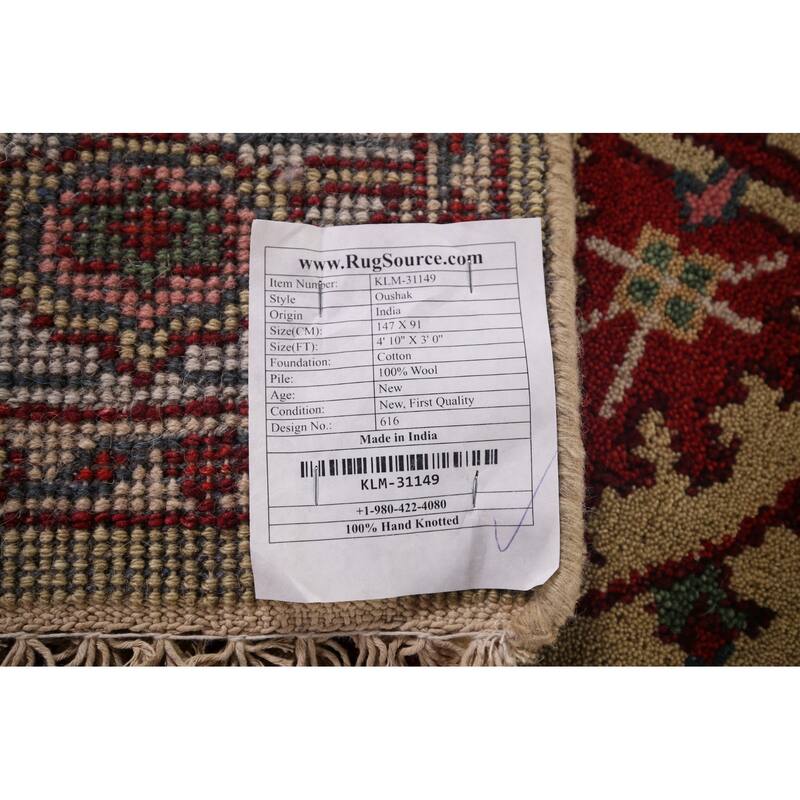 www.RugSource.com
Item Number: KLM-31149
Style Oushak
Origin India
Size(CM): 147 X 91
Size(FT): 4' 10" X 3' 0"
Foundation: Cotton
Pile: 100% Wool
Age: New
Condition: New, First Quality
Design No.: 616
Made in India
KLM-31149
+1-980-422-4080
100% Hand Knotted